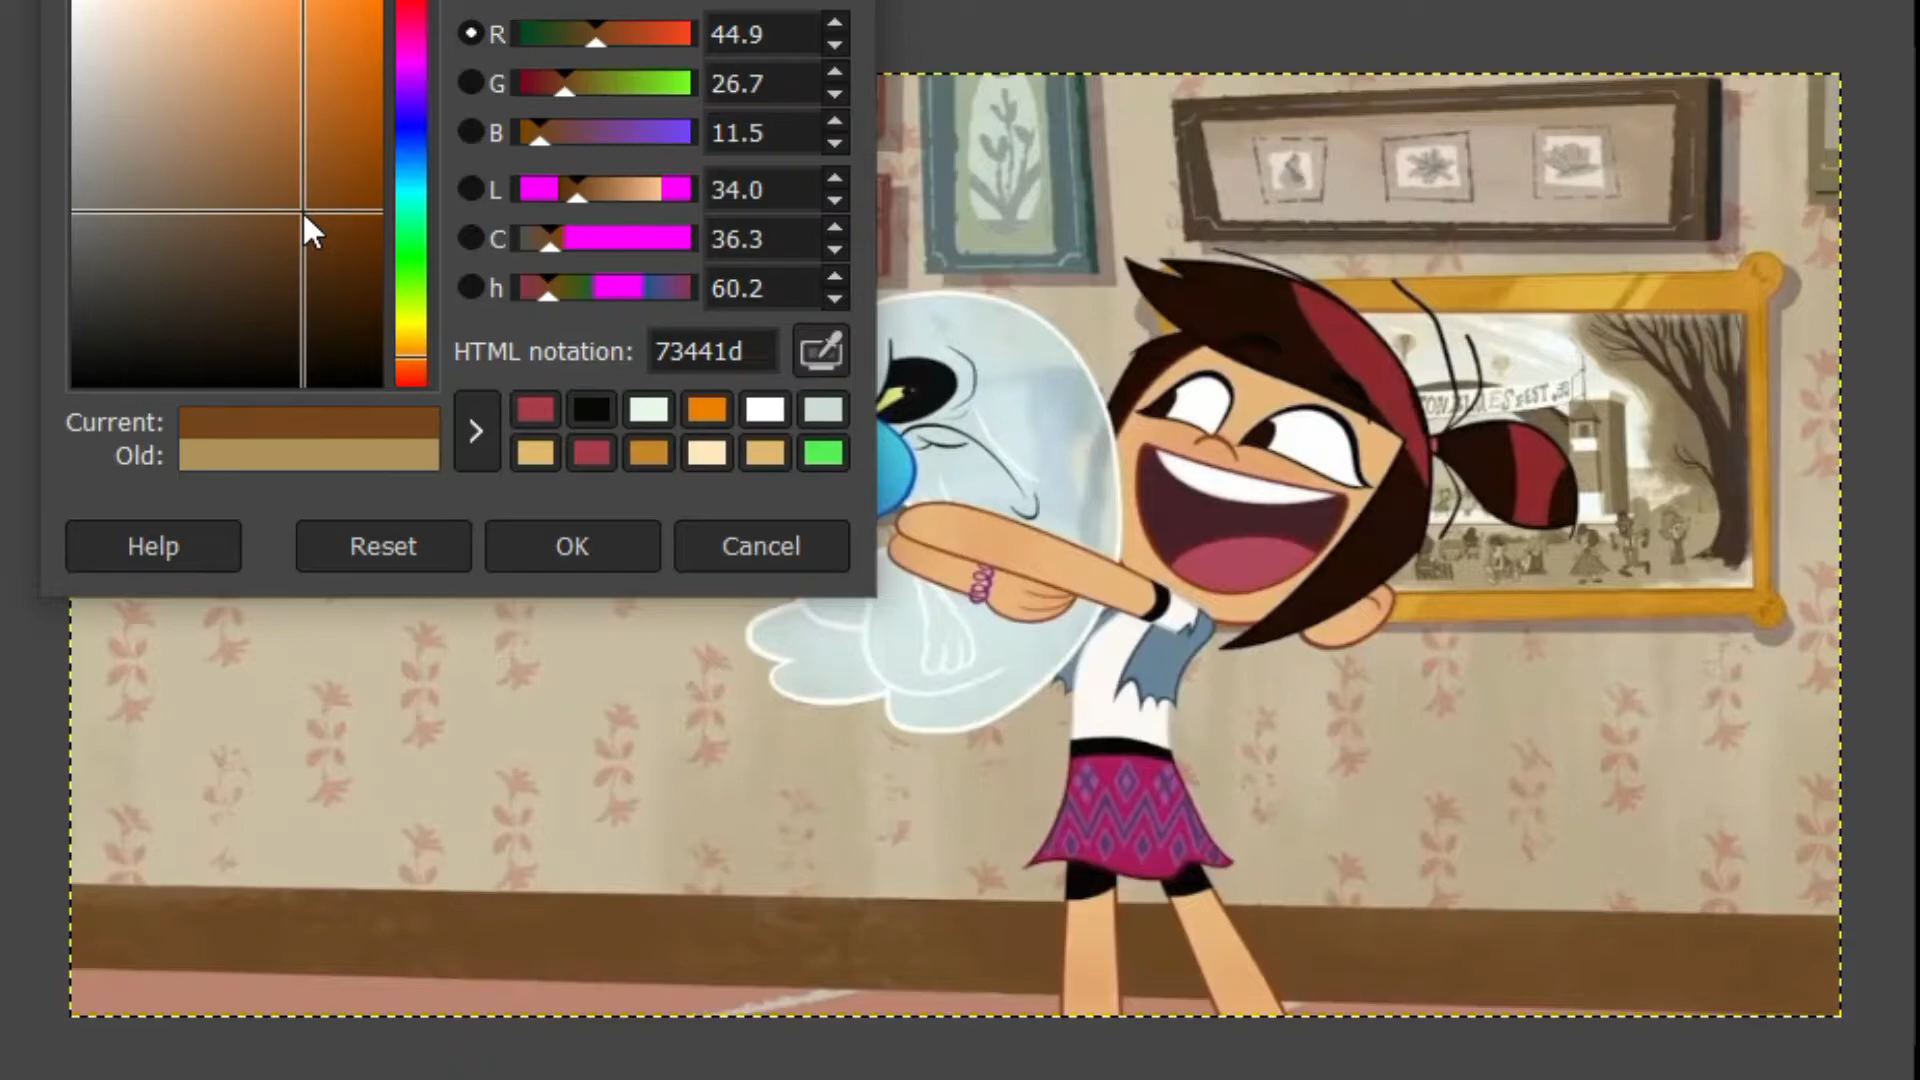 R 44.9
G 26.7
B 11.5
L 34.0
C 36.3
h 60.2
HTML notation: 73441d
Current:
Old:
>
Help Reset OK Cancel